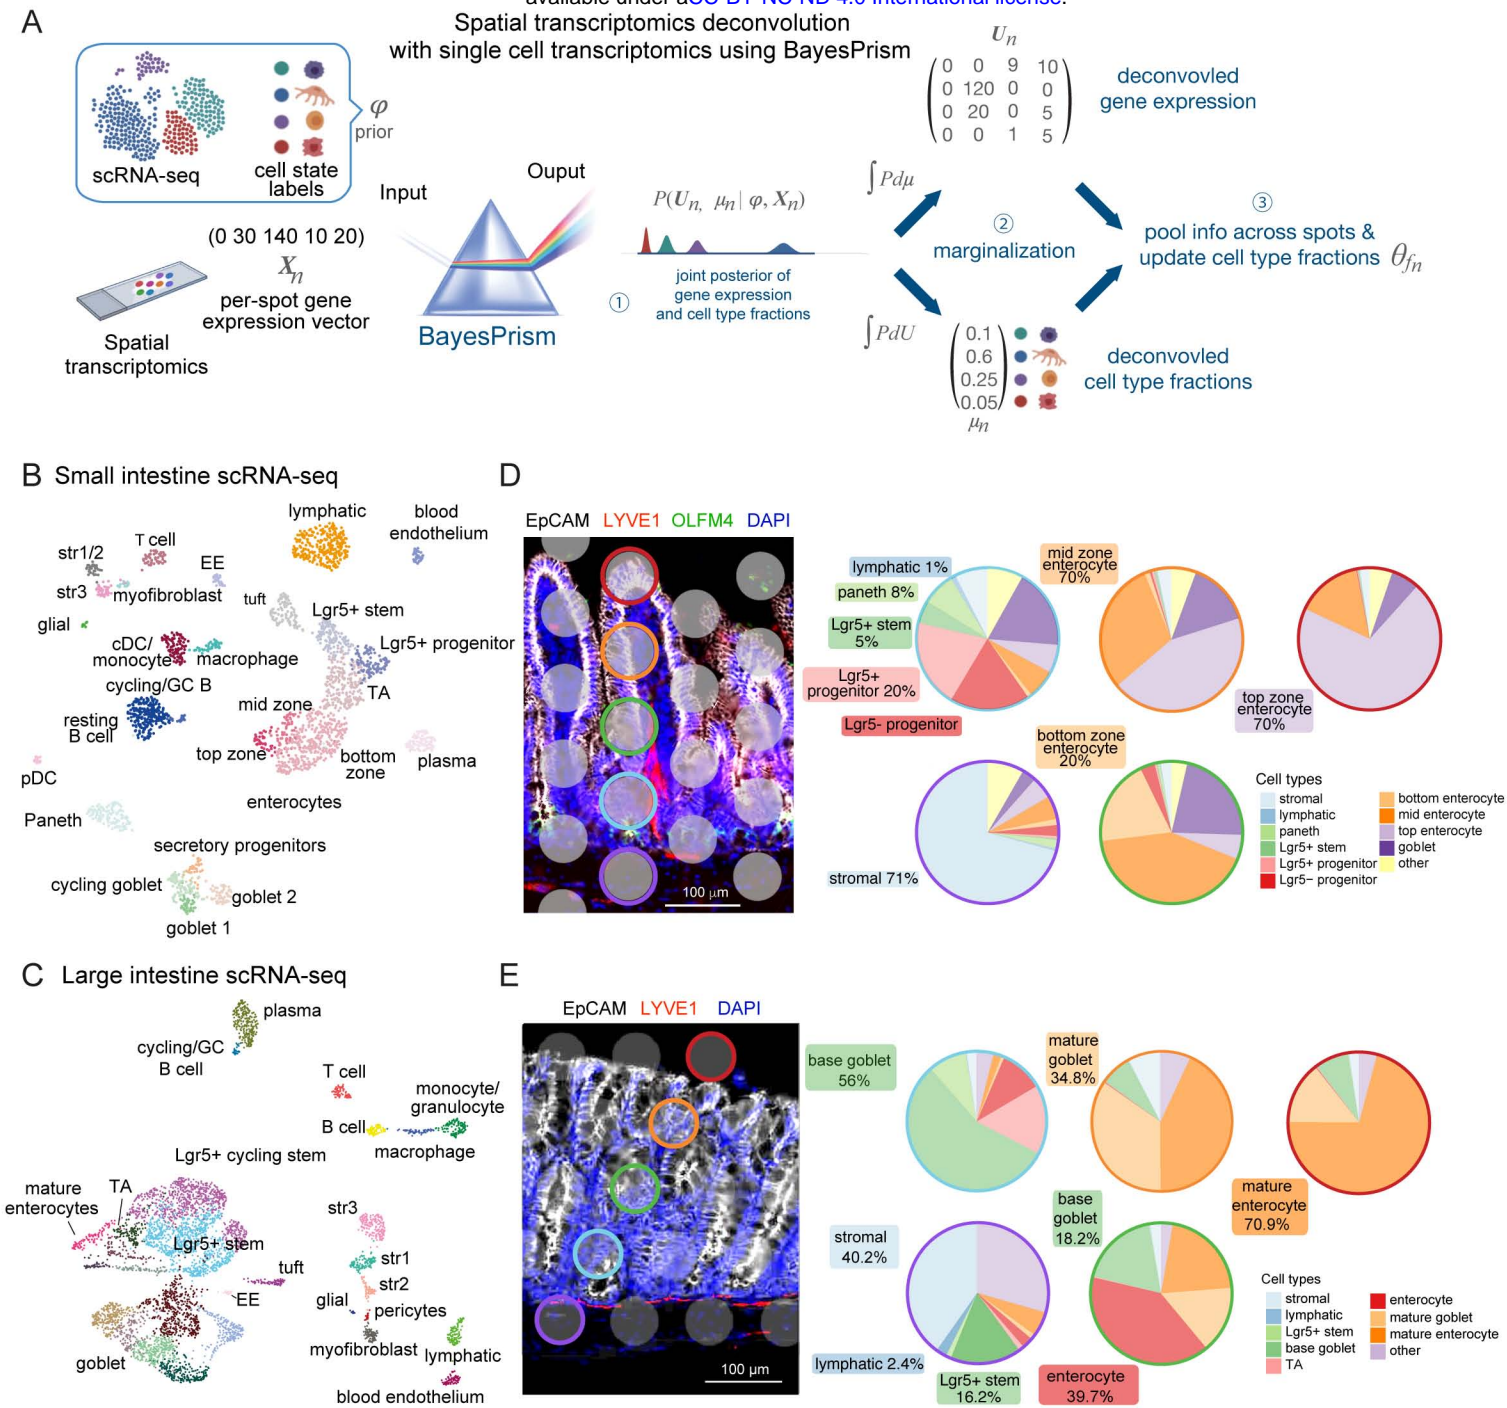 available under aCC-BY-NC-ND 4.0 International license.
A
Spatial transcriptomics deconvolution
with single cell transcriptomics using BayesPrism
scRNA-seq
cell state
labels
φ
prior
(0 30 140 10 20)
Xn
per-spot gene
expression vector
Spatial
transcriptomics
Input
Ouput
BayesPrism
P(Un, μn | φ, Xn)
①
joint posterior of
gene expression
and cell type fractions
∫Pdμ
∫PdU
②
marginalization
Un
0 0 9 10
0 120 0 0
0 20 0 5
0 0 1 5
deconvovled
gene expression
0.1
0.6
0.25
0.05
μn
deconvovled
cell type fractions
③
pool info across spots &
update cell type fractions θfn
B Small intestine scRNA-seq
lymphatic
blood
endothelium
T cell
str1/2
EE
str3
myofibroblast
tuft
Lgr5+ stem
glial
cDC/
monocyte
macrophage
Lgr5+ progenitor
cycling/GC B
TA
mid zone
resting
B cell
top zone
bottom
zone
plasma
pDC
enterocytes
Paneth
secretory progenitors
cycling goblet
goblet 2
goblet 1
C Large intestine scRNA-seq
plasma
cycling/GC
B cell
T cell
monocyte/
granulocyte
B cell
macrophage
Lgr5+ cycling stem
mature
enterocytes
TA
Lgr5+ stem
str3
str1
tuft
str2
EE
glial
pericytes
goblet
myofibroblast
lymphatic
blood endothelium
D
EpCAM LYVE1 OLFM4 DAPI
100 μm
lymphatic 1%
paneth 8%
Lgr5+ stem
5%
Lgr5+
progenitor 20%
Lgr5- progenitor
mid zone
enterocyte
70%
top zone
enterocyte
70%
bottom zone
enterocyte
20%
stromal 71%
Cell types
stromal
lymphatic
paneth
Lgr5+ stem
Lgr5+ progenitor
Lgr5− progenitor
bottom enterocyte
mid enterocyte
top enterocyte
goblet
other
E
EpCAM LYVE1 DAPI
100 μm
base goblet
56%
mature
goblet
34.8%
mature
enterocyte
70.9%
stromal
40.2%
base
goblet
18.2%
lymphatic 2.4%
Lgr5+ stem
16.2%
enterocyte
39.7%
Cell types
stromal
lymphatic
Lgr5+ stem
base goblet
TA
enterocyte
mature goblet
mature enterocyte
other